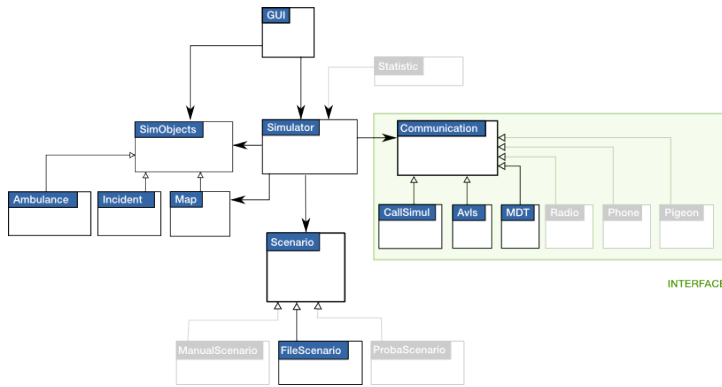 GUI
Statistic
SimObjects
Simulator
Communication
Ambulance
Incident
Map
CallSimul
Avls
MDT
Radio
Phone
Pigeon
Scenario
INTERFACE
ManualScenario
FileScenario
ProbaScenario